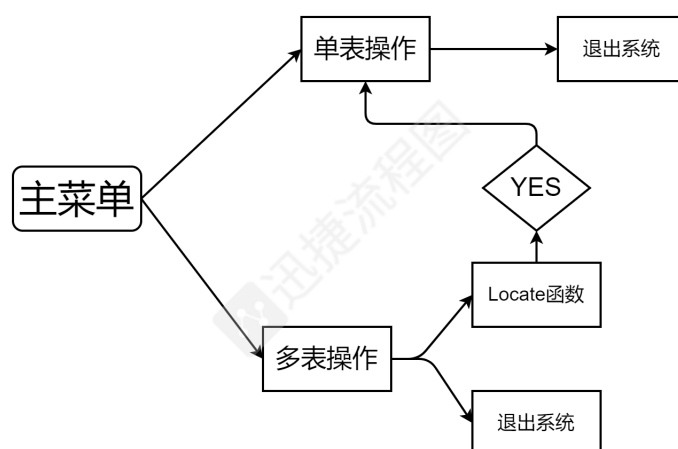 单表操作
退出系统
YES
主菜单
Locate函数
多表操作
退出系统
迅捷流程图